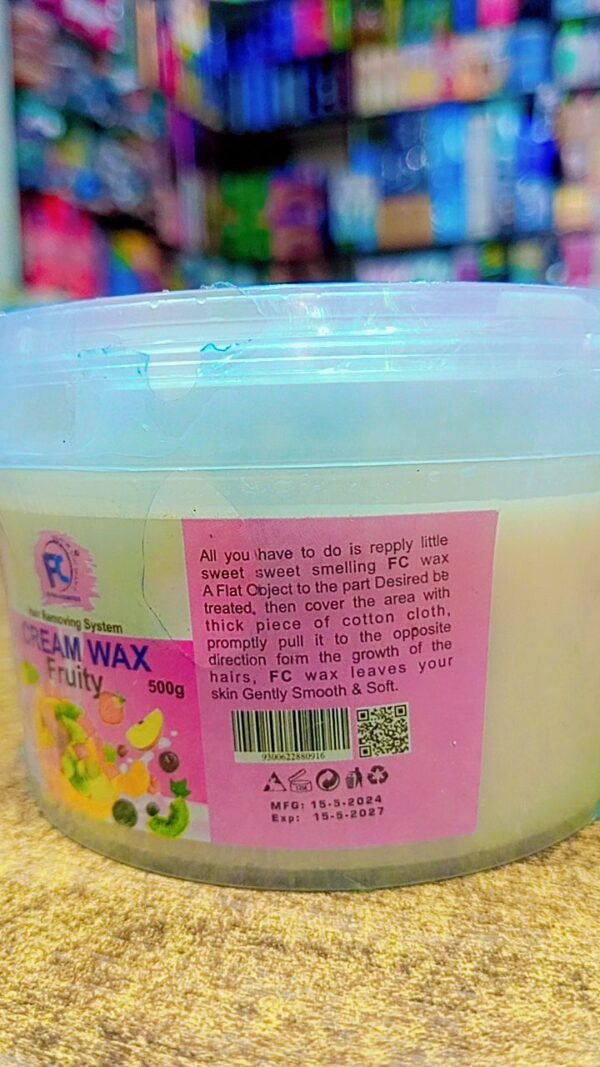 FC
Hair Removing System
CREAM WAX
Fruity
500g
All you have to do is repply little
sweet sweet smelling FC wax
A Flat Object to the part Desired be
treated, then cover the area with
thick piece of cotton cloth,
promptly pull it to the opposite
direction form the growth of the
hairs, FC wax leaves your
skin Gently Smooth & Soft.
9300622880916
MFG: 15-5-2024
Exp: 15-5-2027